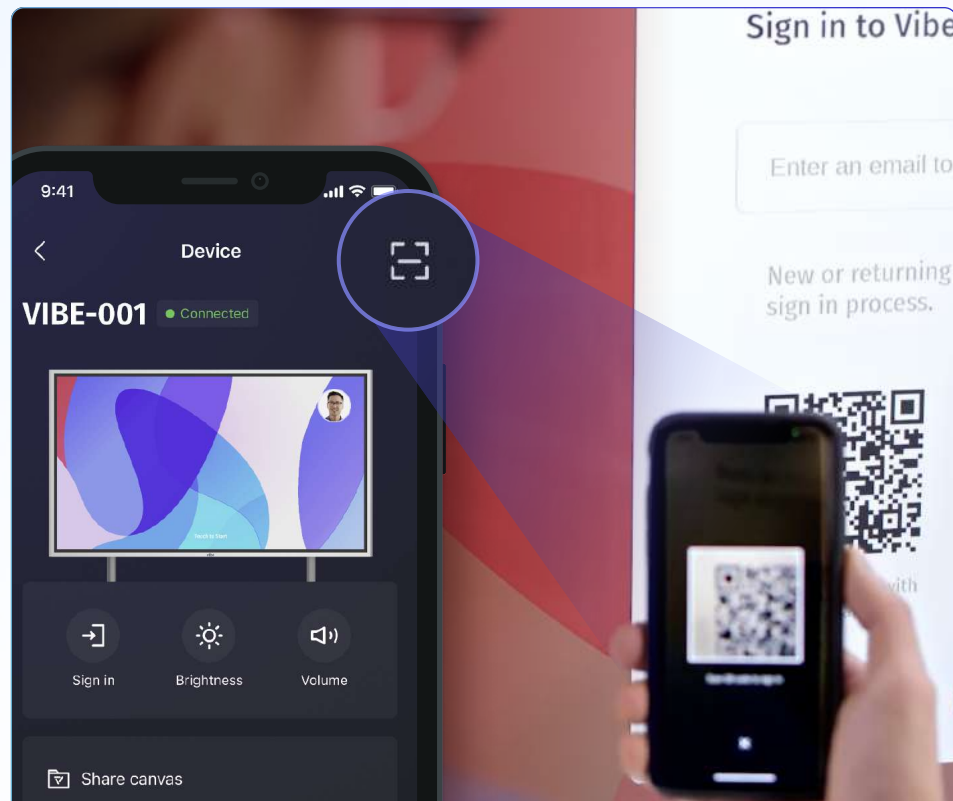 Sign in to Vibe
Enter an email to
New or returning
sign in process.
with
9:41
Device
VIBE-001
Connected
Sign in
Brightness
Volume
Share canvas